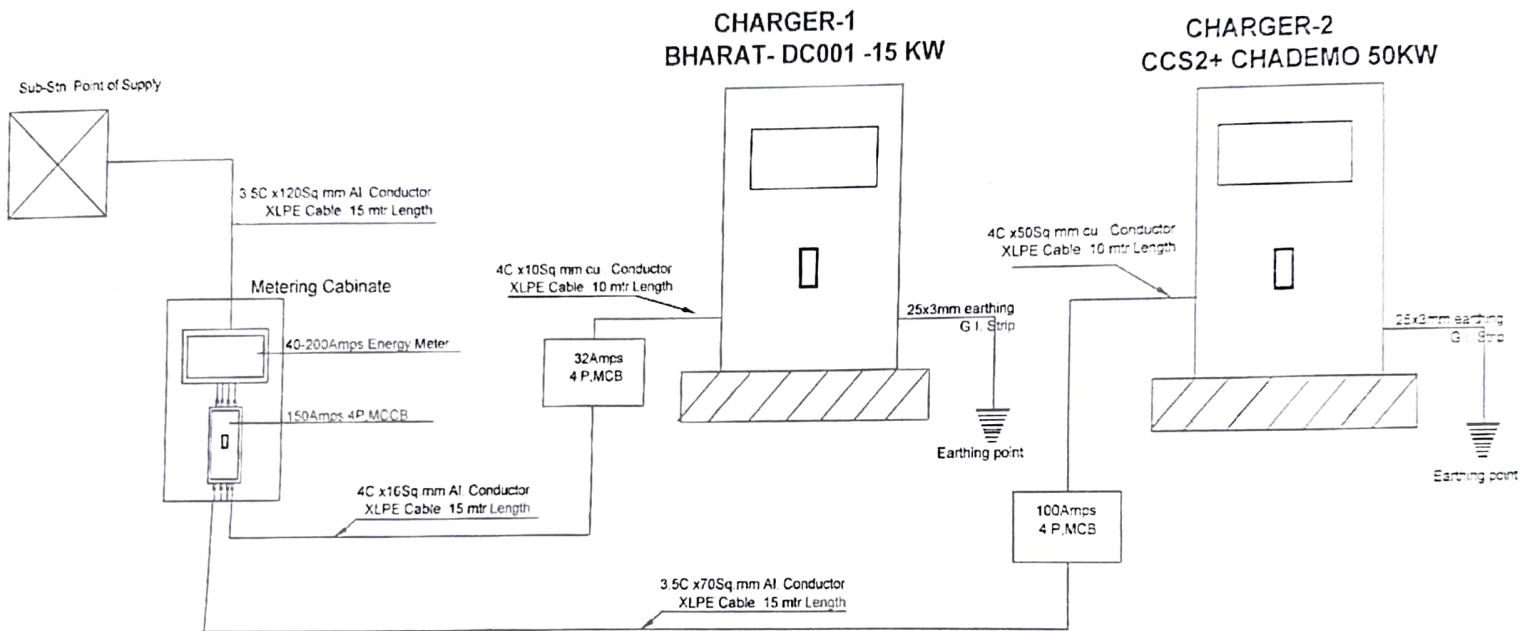 CHARGER-1
BHARAT- DC001 -15 KW
CHARGER-2
CCS2+ CHADEMO 50KW
Sub-Stn Point of Supply
3.5C x120Sq.mm Al. Conductor
XLPE Cable 15 mtr Length
Metering Cabinate
40-200Amps Energy Meter
150Amps 4P,MCCB
4C x16Sq.mm Al. Conductor
XLPE Cable 15 mtr Length
4C x10Sq.mm cu. Conductor
XLPE Cable 10 mtr Length
32Amps
4 P,MCB
25x3mm earthing
G.I. Strip
Earthing point
4C x50Sq.mm cu. Conductor
XLPE Cable 10 mtr Length
25x3mm earthing
G.I. Strip
Earthing point
100Amps
4 P,MCB
3.5C x70Sq.mm Al. Conductor
XLPE Cable 15 mtr Length